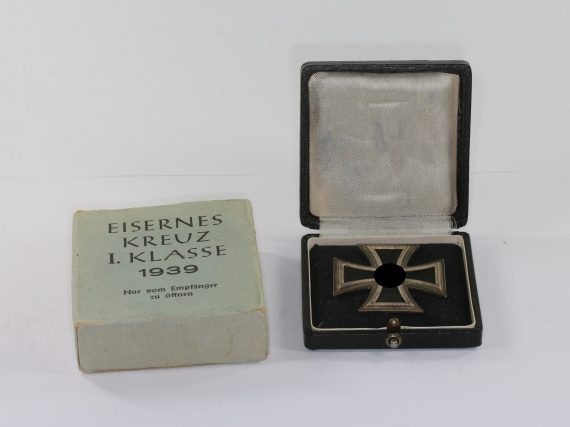 EISERNES
KREUZ
I. KLASSE
1939
Nur vom Empfänger
zu öffnen